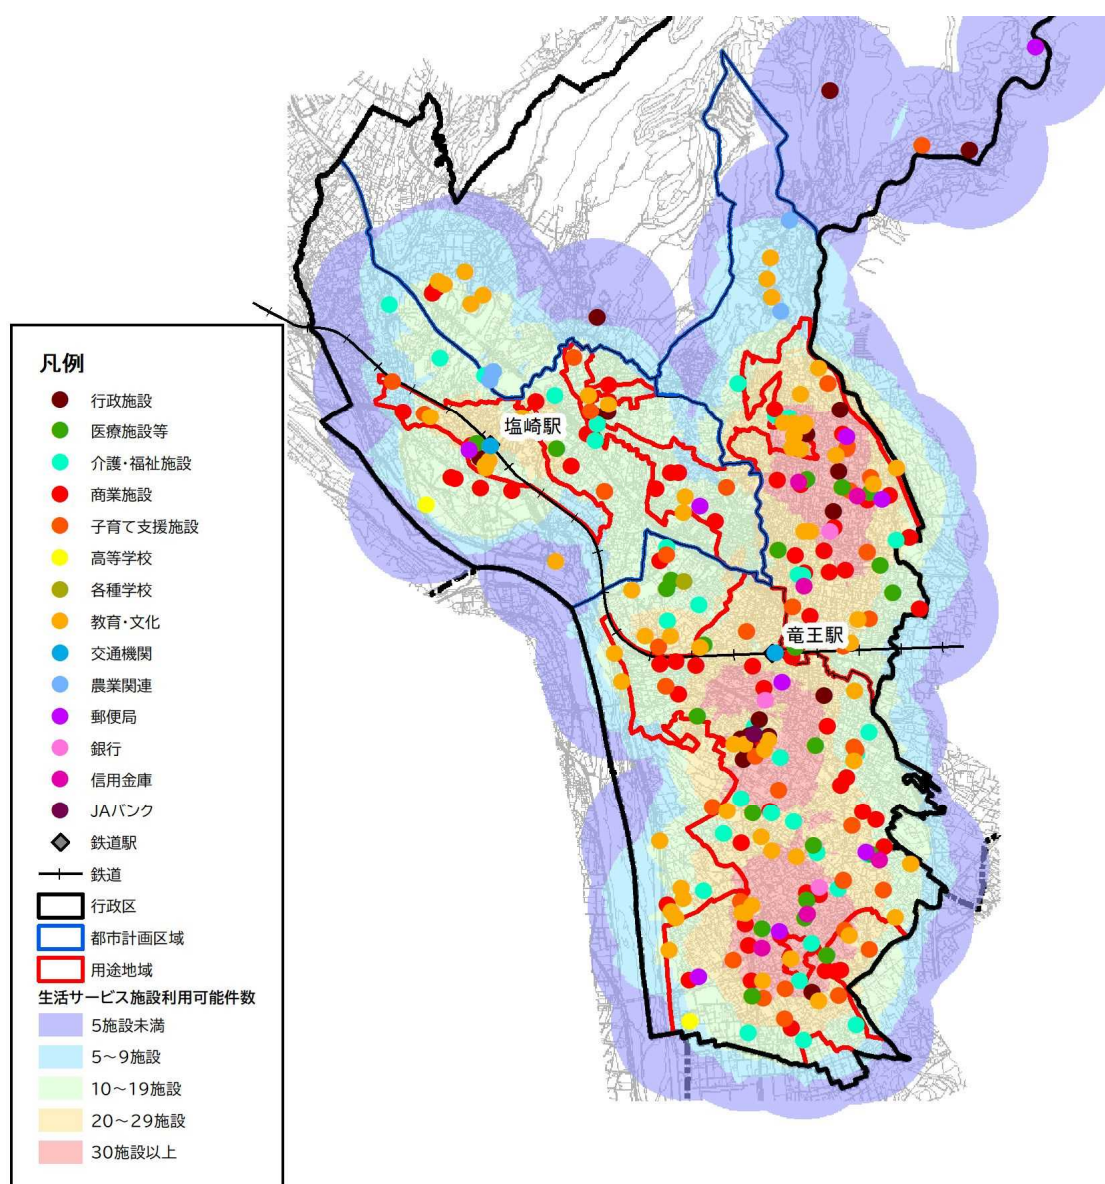 塩崎駅
竜王駅
凡例
行政施設
医療施設等
介護・福祉施設
商業施設
子育て支援施設
高等学校
各種学校
教育・文化
交通機関
農業関連
郵便局
銀行
信用金庫
JAバンク
鉄道駅
鉄道
行政区
都市計画区域
用途地域
生活サービス施設利用可能件数
5施設未満
5～9施設
10～19施設
20～29施設
30施設以上